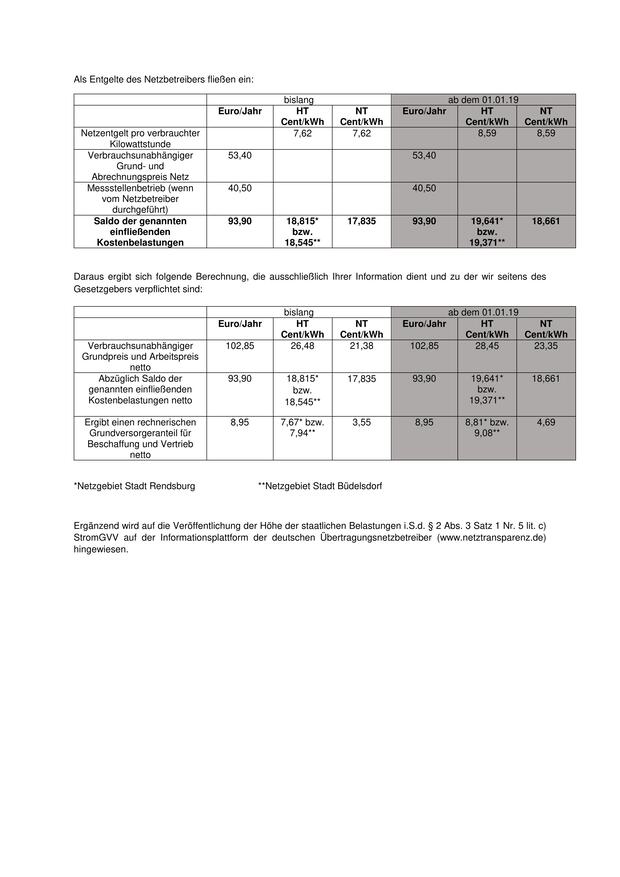 Als Entgelte des Netzbetreibers fließen ein:
bislang ab dem 01.01.19
Euro/Jahr HT Cent/kWh NT Cent/kWh Euro/Jahr HT Cent/kWh NT Cent/kWh
Netzentgelt pro verbrauchter Kilowattstunde 7,62 7,62 8,59 8,59
Verbrauchsunabhängiger Grund- und Abrechnungspreis Netz 53,40 53,40
Messstellenbetrieb (wenn vom Netzbetreiber durchgeführt) 40,50 40,50
Saldo der genannten einfließenden Kostenbelastungen 93,90 18,815* bzw. 18,545** 17,835 93,90 19,641* bzw. 19,371** 18,661
Daraus ergibt sich folgende Berechnung, die ausschließlich Ihrer Information dient und zu der wir seitens des
Gesetzgebers verpflichtet sind:
bislang ab dem 01.01.19
Euro/Jahr HT Cent/kWh NT Cent/kWh Euro/Jahr HT Cent/kWh NT Cent/kWh
Verbrauchsunabhängiger Grundpreis und Arbeitspreis netto 102,85 26,48 21,38 102,85 28,45 23,35
Abzüglich Saldo der genannten einfließenden Kostenbelastungen netto 93,90 18,815* bzw. 18,545** 17,835 93,90 19,641* bzw. 19,371** 18,661
Ergibt einen rechnerischen Grundversorgeranteil für Beschaffung und Vertrieb netto 8,95 7,67* bzw. 7,94** 3,55 8,95 8,81* bzw. 9,08** 4,69
*Netzgebiet Stadt Rendsburg **Netzgebiet Stadt Büdelsdorf
Ergänzend wird auf die Veröffentlichung der Höhe der staatlichen Belastungen i.S.d. § 2 Abs. 3 Satz 1 Nr. 5 lit. c)
StromGVV auf der Informationsplattform der deutschen Übertragungsnetzbetreiber (www.netztransparenz.de)
hingewiesen.